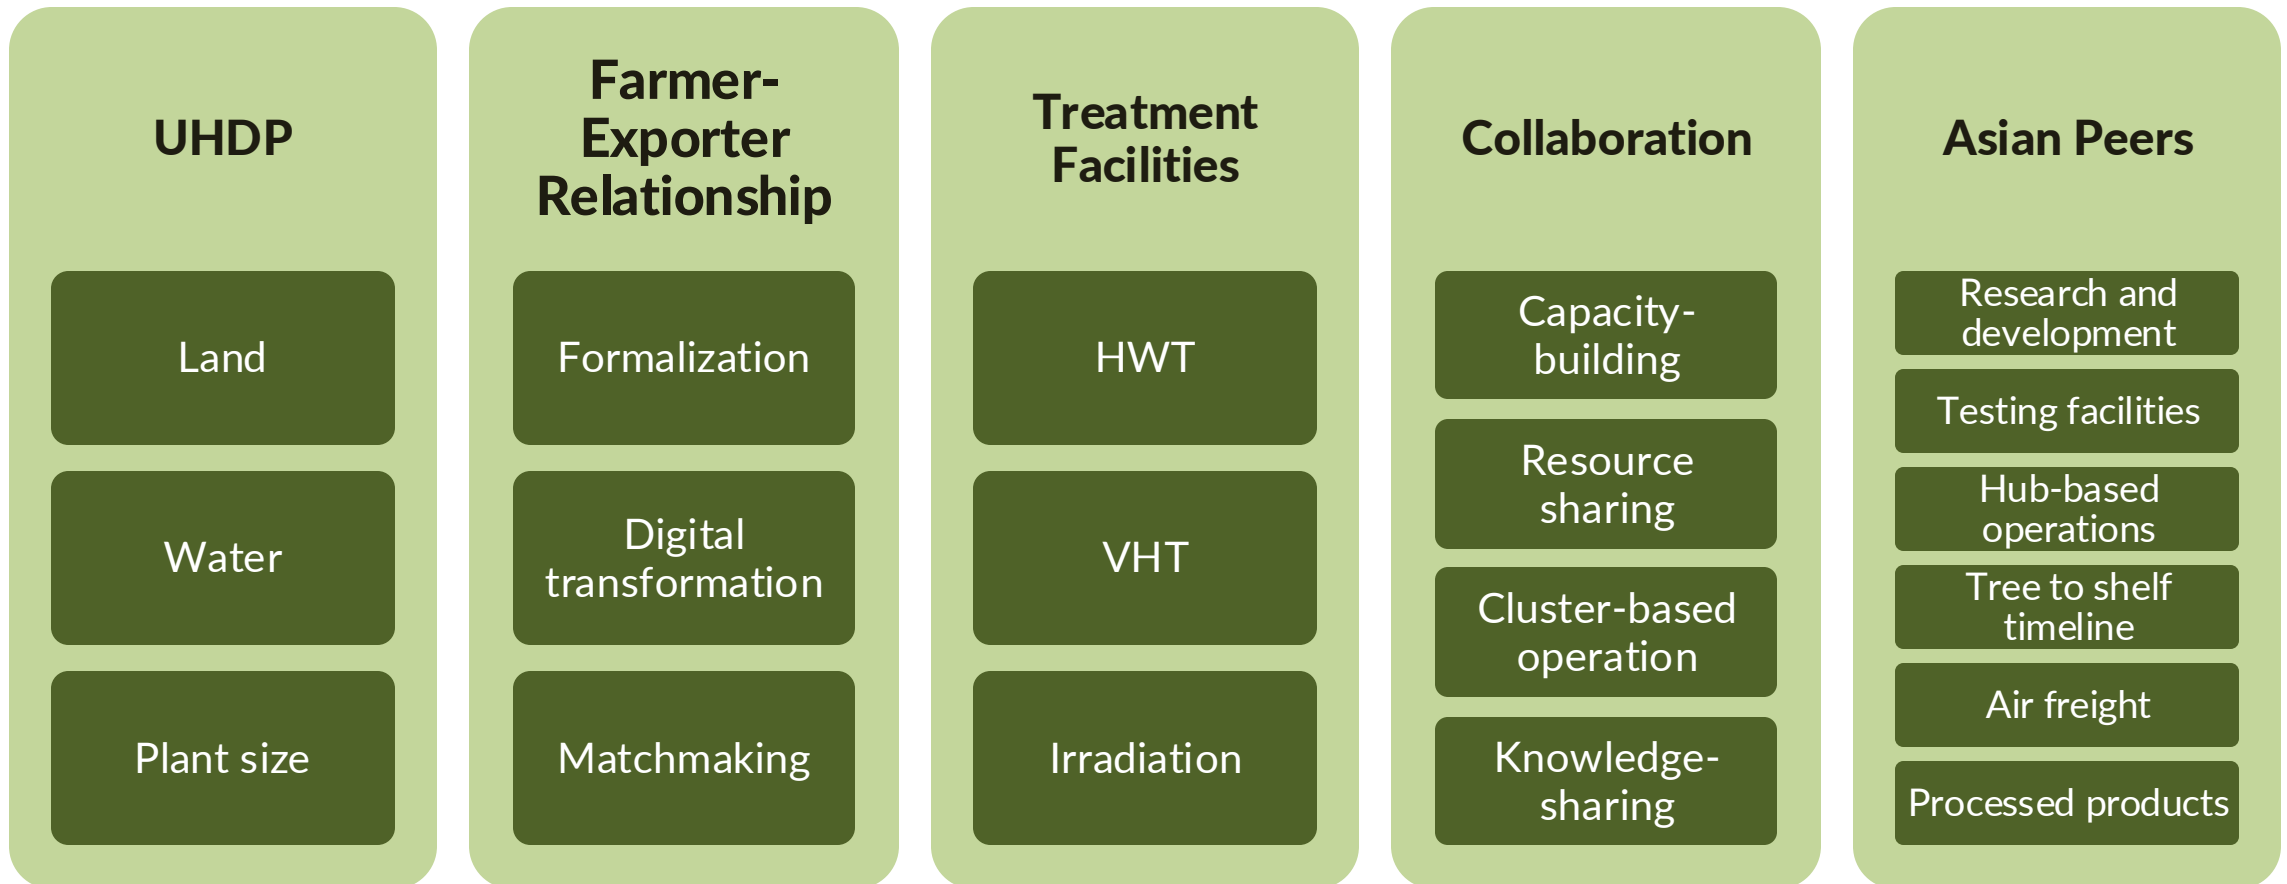 UHDP
Land
Water
Plant size
Farmer-
Exporter
Relationship
Formalization
Digital
transformation
Matchmaking
Treatment
Facilities
HWT
VHT
Irradiation
Collaboration
Capacity-
building
Resource
sharing
Cluster-based
operation
Knowledge-
sharing
Asian Peers
Research and
development
Testing facilities
Hub-based
operations
Tree to shelf
timeline
Air freight
Processed products